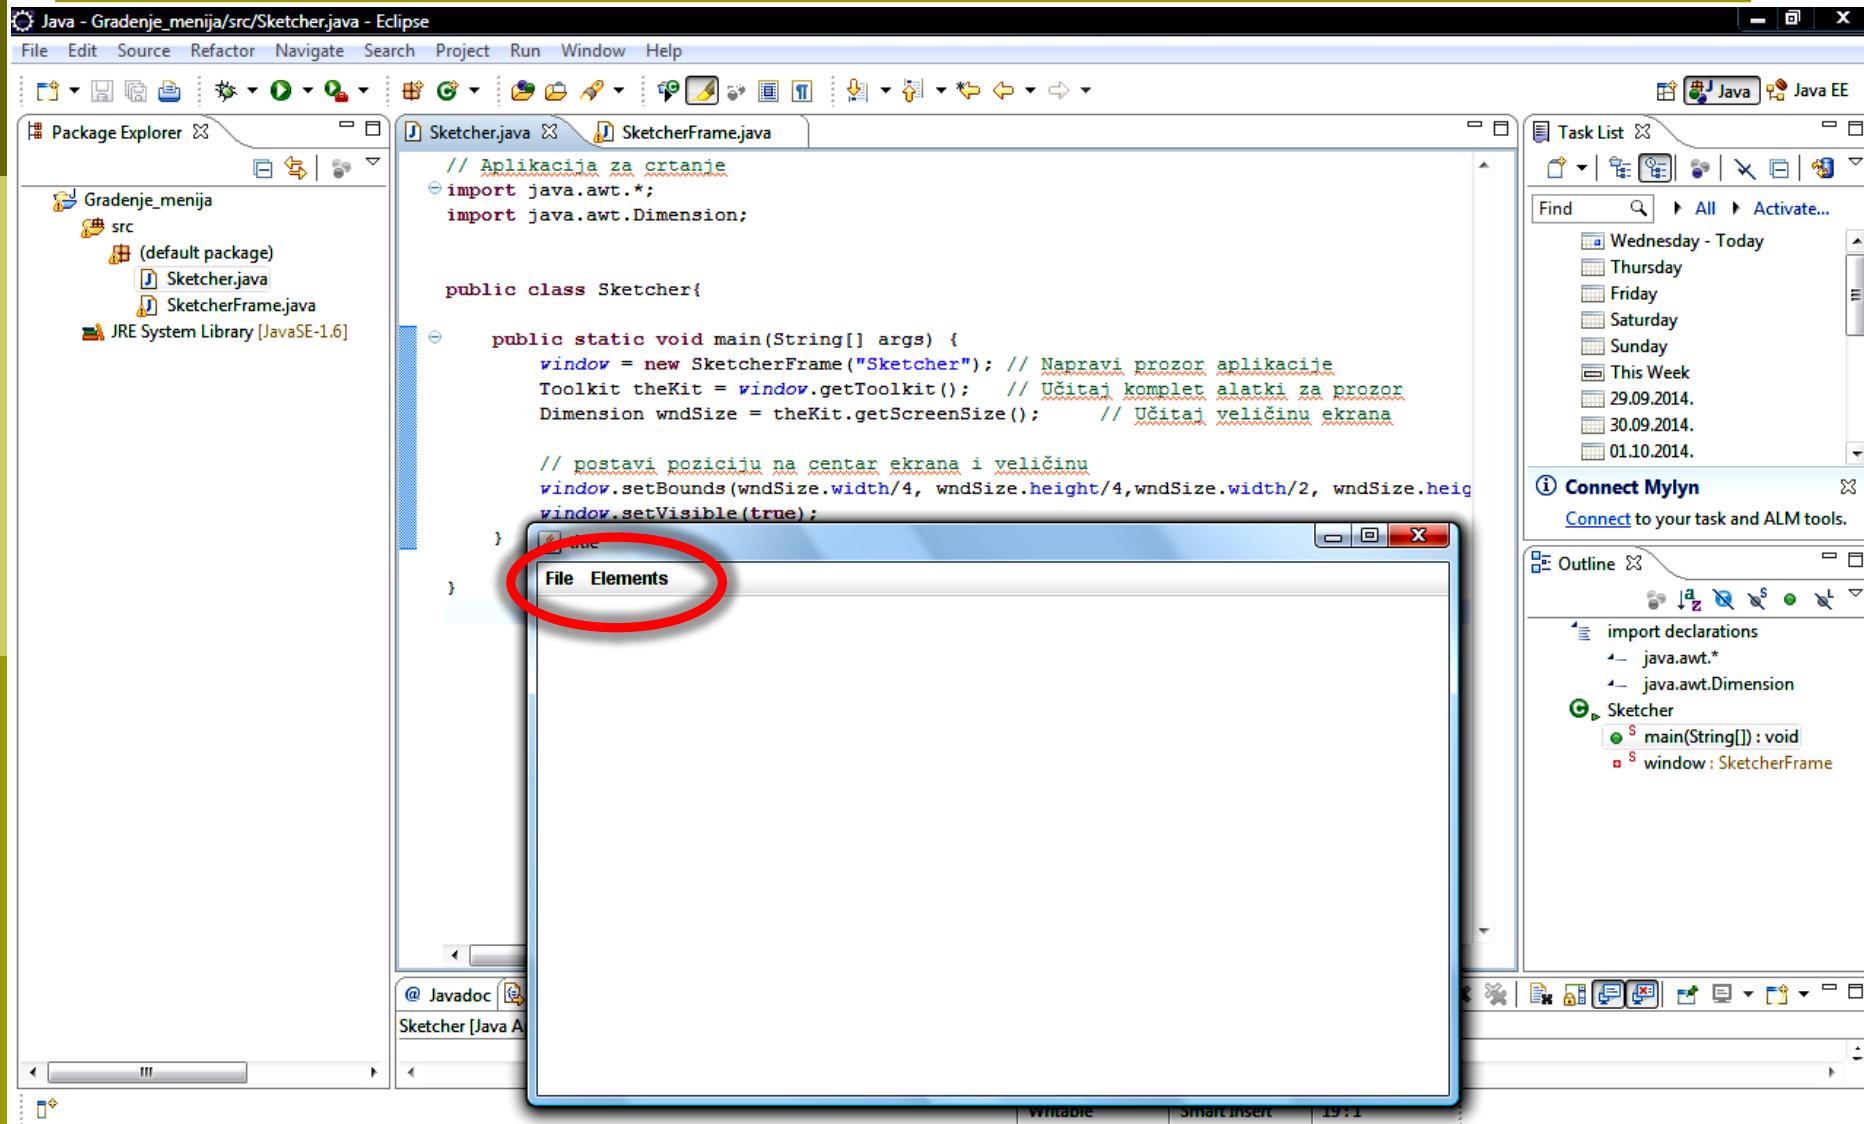 Java - Gradenje_menija/src/Sketcher.java - Eclipse
File Edit Source Refactor Navigate Search Project Run Window Help
Java Java EE
Package Explorer
Gradenje_menija
src
(default package)
Sketcher.java
SketcherFrame.java
JRE System Library [JavaSE-1.6]
Sketcher.java SketcherFrame.java
// Aplikacija za crtanje
import java.awt.*;
import java.awt.Dimension;
public class Sketcher{
public static void main(String[] args) {
window = new SketcherFrame("Sketcher"); // Napravi prozor aplikacije
Toolkit theKit = window.getToolkit(); // Učitaj komplet alatki za prozor
Dimension wndSize = theKit.getScreenSize(); // Učitaj veličinu ekrana
// postavi poziciju na centar ekrana i veličinu
window.setBounds(wndSize.width/4, wndSize.height/4,wndSize.width/2, wndSize.heig
window.setVisible(true);
}
}
File Elements
Task List
Find All Activate...
Wednesday - Today
Thursday
Friday
Saturday
Sunday
This Week
29.09.2014.
30.09.2014.
01.10.2014.
Connect Mylyn
Connect to your task and ALM tools.
Outline
import declarations
java.awt.*
java.awt.Dimension
Sketcher
main(String[]) : void
window : SketcherFrame
@ Javadoc
Sketcher [Java A
Writable Smart Insert 19 : 1